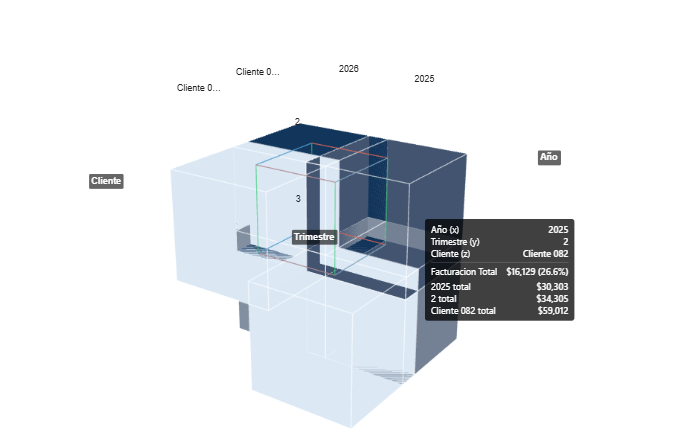 Cliente 0...
2026
2025
Cliente 0...
2
Año
Cliente
3
Trimestre
Año (x) 2025
Trimestre (y) 2
Cliente (z) Cliente 082
Facturacion Total $16,129 (26.6%)
2025 total $30,303
2 total $34,305
Cliente 082 total $59,012